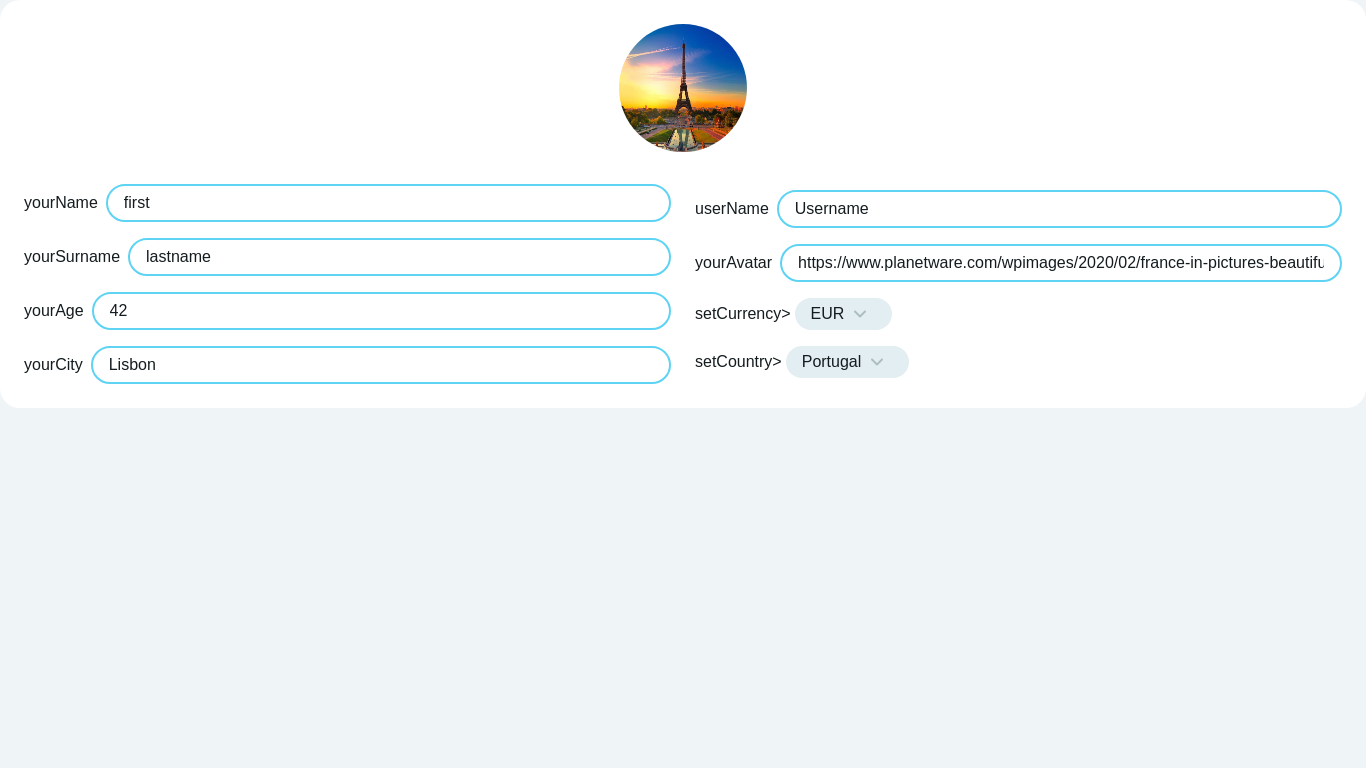 yourName first
yourSurname lastname
yourAge 42
yourCity Lisbon
userName Username
yourAvatar https://www.planetware.com/wpimages/2020/02/france-in-pictures-beautifu
setCurrency> EUR
setCountry> Portugal